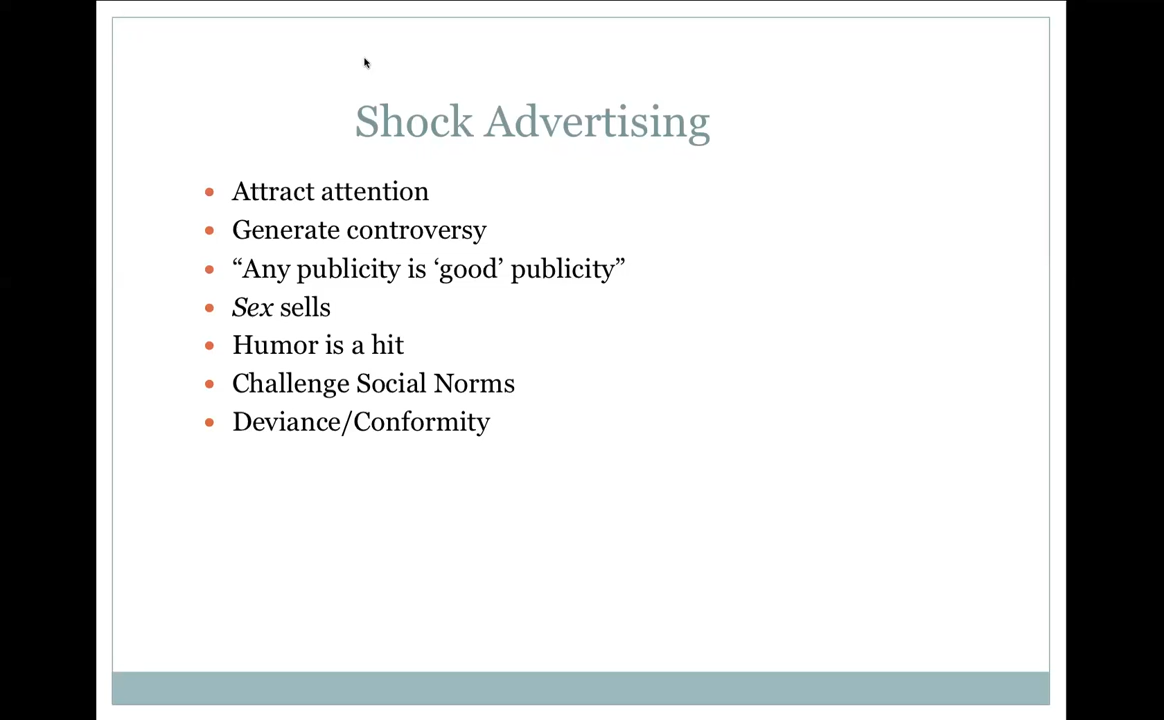 Shock Advertising
Attract attention
Generate controversy
“Any publicity is ‘good’ publicity”
Sex sells
Humor is a hit
Challenge Social Norms
Deviance/Conformity